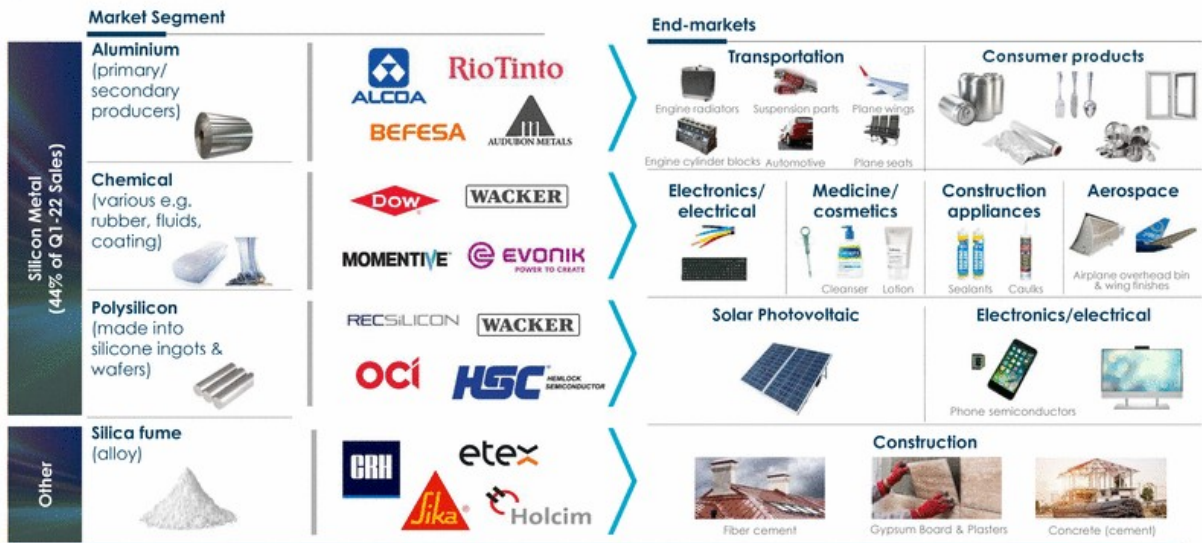 Market Segment
End-markets
Silicon Metal
(44% of Q1-22 Sales)
Aluminium
(primary/
secondary
producers)
ALCOA
RioTinto
BEFESA
AUDUBON METALS
Transportation
Engine radiators
Suspension parts
Plane wings
Engine cylinder blocks
Automotive
Plane seats
Consumer products
Chemical
(various e.g.
rubber, fluids,
coating)
DOW
WACKER
MOMENTIVE
EVONIK
POWER TO CREATE
Electronics/
electrical
Medicine/
cosmetics
Cleanser
Lotion
Construction
appliances
Sealants
Caulks
Aerospace
Airplane overhead bin
& wing finishes
Polysilicon
(made into
silicone ingots &
wafers)
RECSILICON
WACKER
OCI
HSC
HEMLOCK
SEMICONDUCTOR
Solar Photovoltaic
Electronics/electrical
Phone semiconductors
Other
Silica fume
(alloy)
CRH
etex
Sika
Holcim
Construction
Fiber cement
Gypsum Board & Plasters
Concrete (cement)